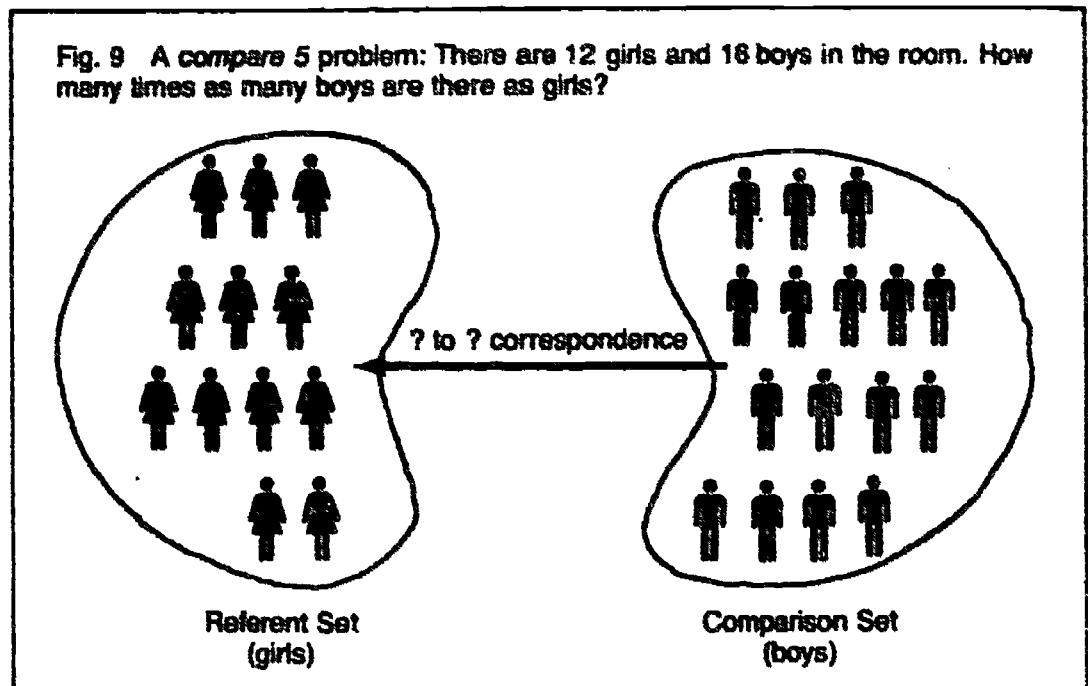 Fig. 9 A compare 5 problem: There are 12 girls and 16 boys in the room. How
many times as many boys are there as girls?
? to ? correspondence
Referent Set
(girls)
Comparison Set
(boys)